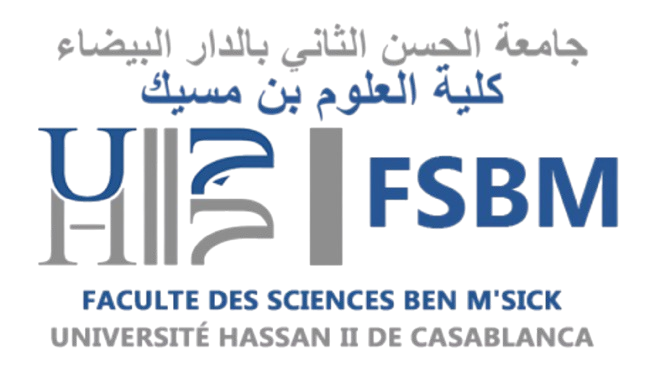 جامعة الحسن الثاني بالدار البيضاء
كلية العلوم بن مسيك
UH ج ح FSBM
FACULTE DES SCIENCES BEN M'SICK
UNIVERSITÉ HASSAN II DE CASABLANCA